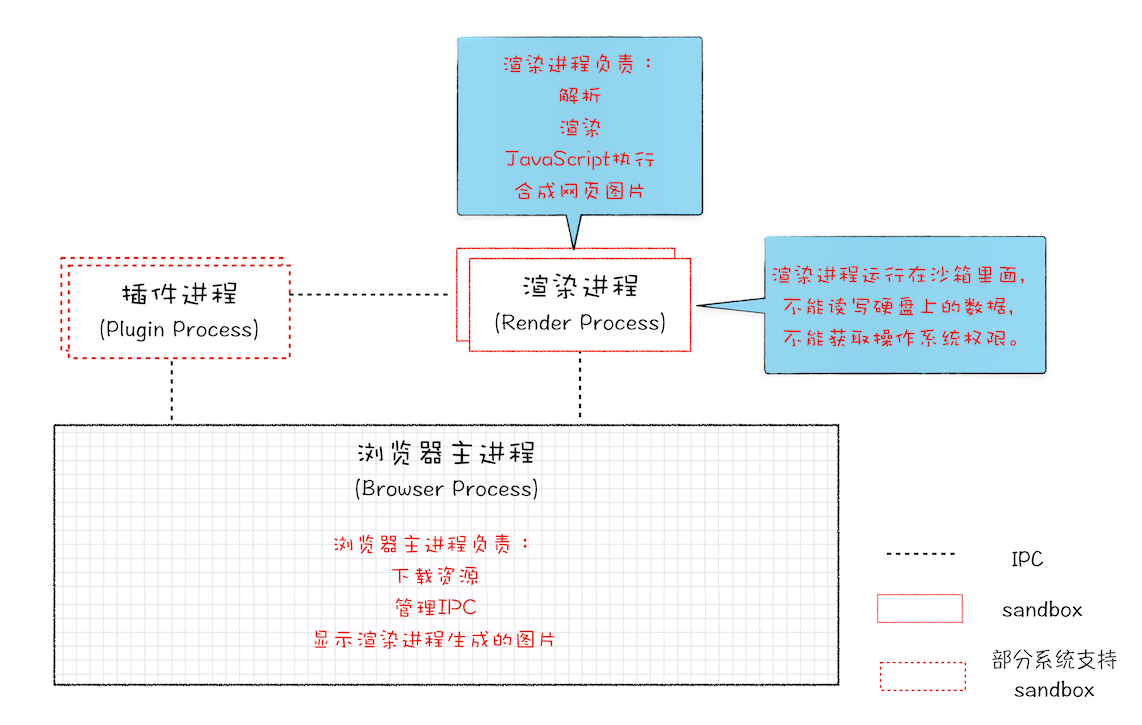 渲染进程负责：
解析
渲染
JavaScript执行
合成网页图片
插件进程
(Plugin Process)
渲染进程
(Render Process)
渲染进程运行在沙箱里面，
不能读写硬盘上的数据，
不能获取操作系统权限。
浏览器主进程
(Browser Process)
浏览器主进程负责：
下载资源
管理IPC
显示渲染进程生成的图片
IPC
sandbox
部分系统支持
sandbox